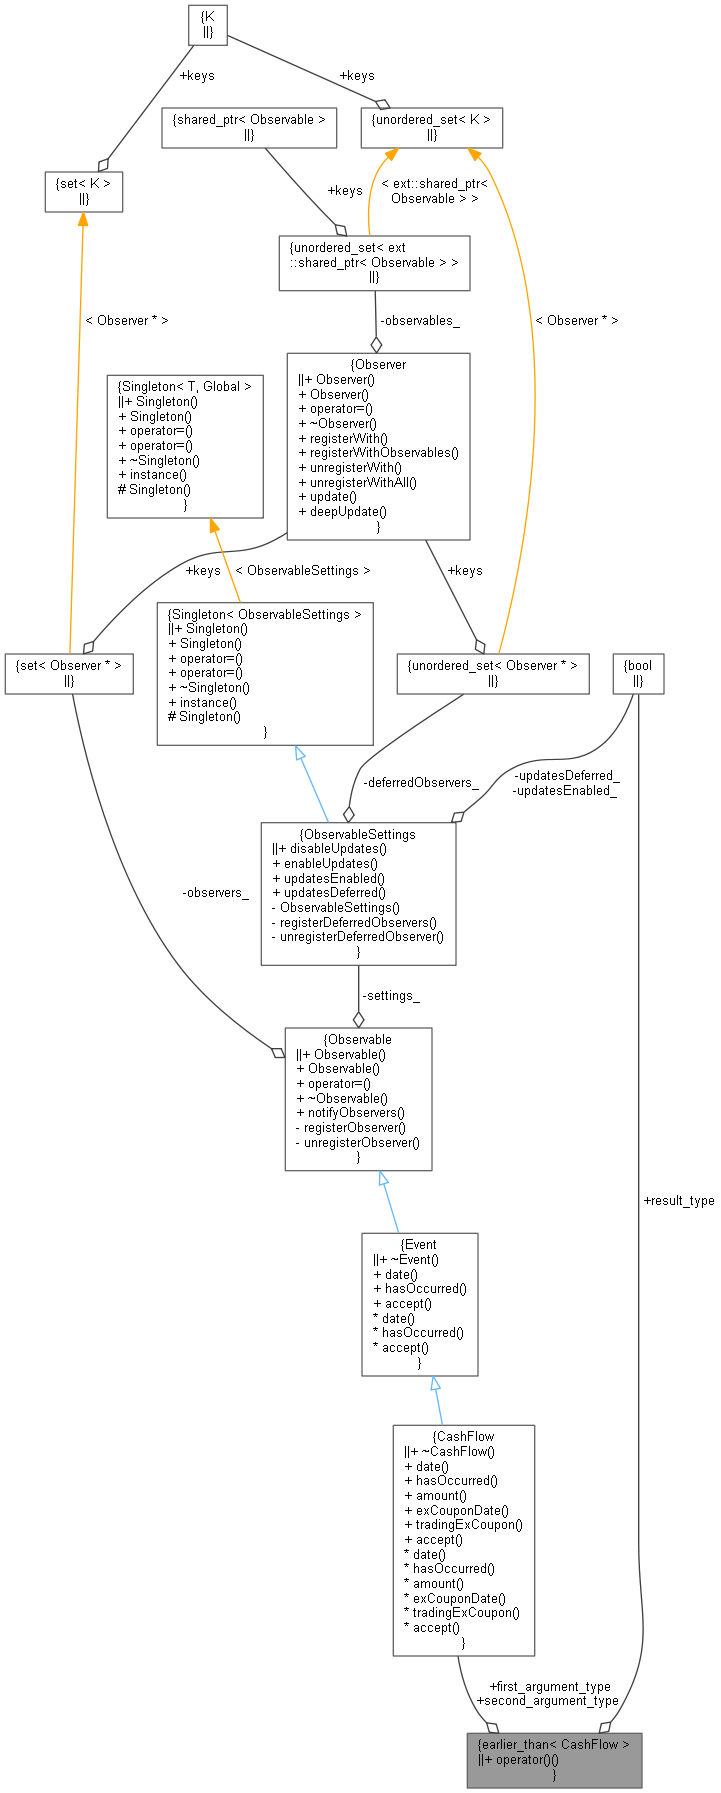 {K
||}
+keys
+keys
{shared_ptr< Observable >
||}
{unordered_set< K >
||}
{set< K >
||}
+keys
< ext::shared_ptr<
Observable > >
{unordered_set< ext
::shared_ptr< Observable > >
||}
< Observer * >
-observables_
< Observer * >
{Observer
||+ Observer()
+ Observer()
+ operator=()
+ ~Observer()
+ registerWith()
+ registerWithObservables()
+ unregisterWith()
+ unregisterWithAll()
+ update()
+ deepUpdate()
}
{Singleton< T, Global >
||+ Singleton()
+ Singleton()
+ operator=()
+ operator=()
+ ~Singleton()
+ instance()
# Singleton()
}
+keys
< ObservableSettings >
+keys
{Singleton< ObservableSettings >
||+ Singleton()
+ Singleton()
+ operator=()
+ operator=()
+ ~Singleton()
+ instance()
# Singleton()
}
{set< Observer * >
||}
{unordered_set< Observer * >
||}
{bool
||}
-deferredObservers_
-updatesDeferred_
-updatesEnabled_
{ObservableSettings
||+ disableUpdates()
+ enableUpdates()
+ updatesEnabled()
+ updatesDeferred()
- ObservableSettings()
- registerDeferredObservers()
- unregisterDeferredObserver()
}
-observers_
-settings_
{Observable
||+ Observable()
+ Observable()
+ operator=()
+ ~Observable()
+ notifyObservers()
- registerObserver()
- unregisterObserver()
}
+result_type
{Event
||+ ~Event()
+ date()
+ hasOccurred()
+ accept()
* date()
* hasOccurred()
* accept()
}
{CashFlow
||+ ~CashFlow()
+ date()
+ hasOccurred()
+ amount()
+ exCouponDate()
+ tradingExCoupon()
+ accept()
* date()
* hasOccurred()
* amount()
* exCouponDate()
* tradingExCoupon()
* accept()
}
+first_argument_type
+second_argument_type
{earlier_than< CashFlow >
||+ operator()()
}